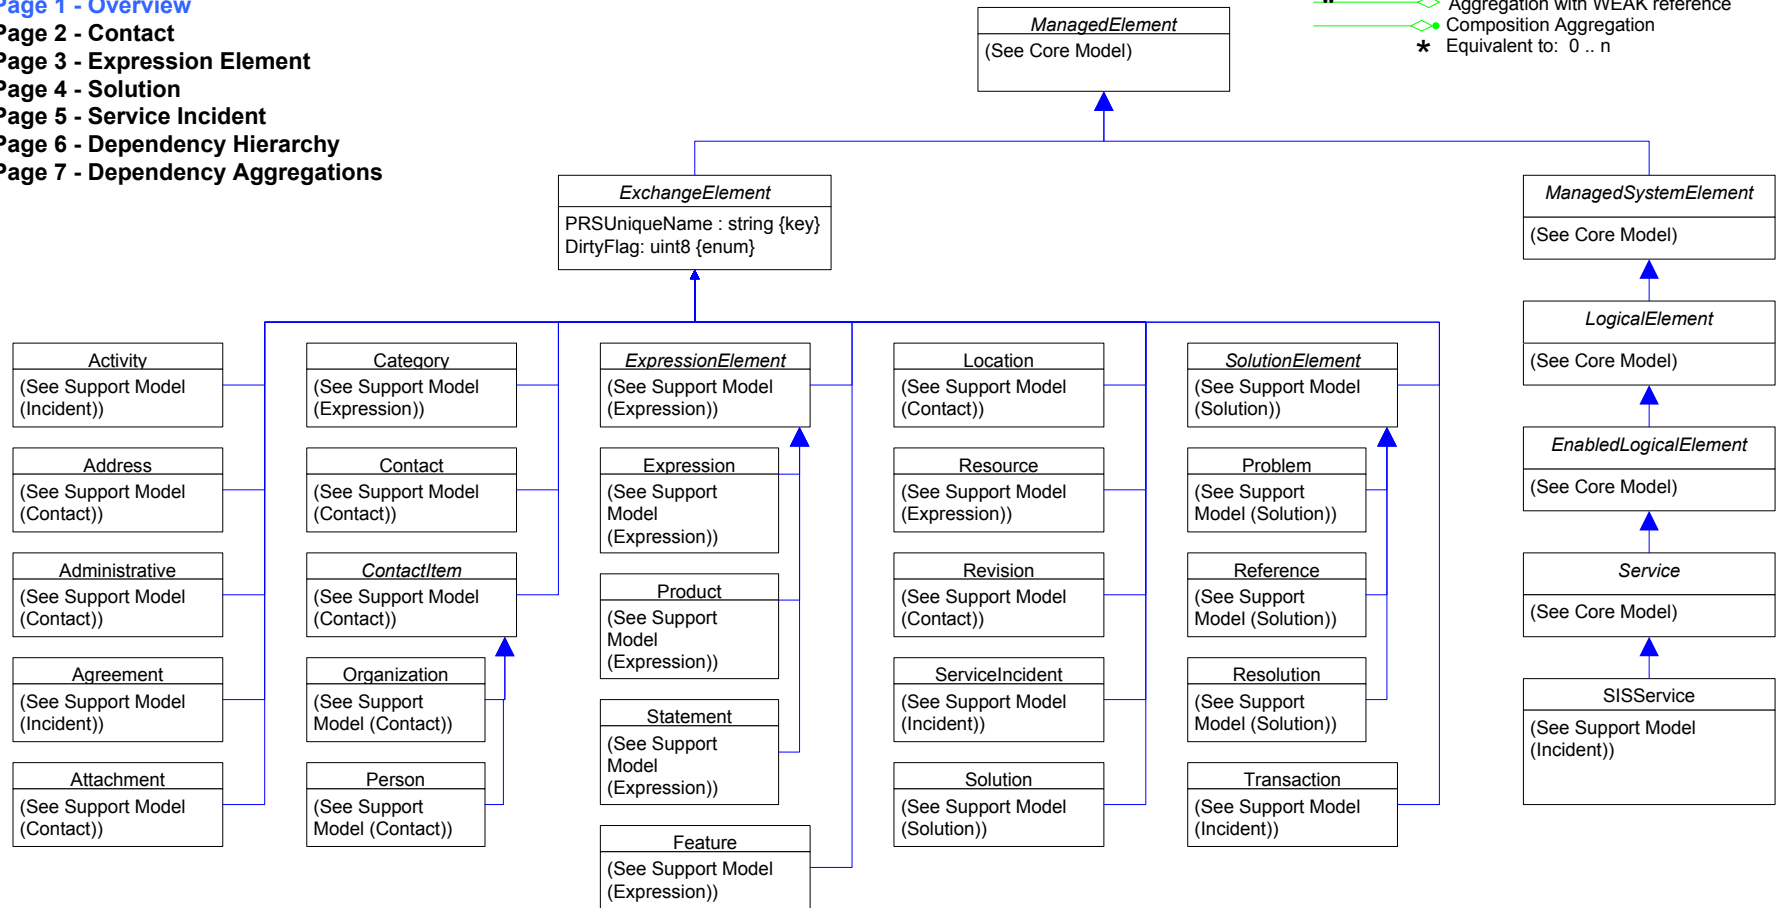 Page 1 - Overview
Page 2 - Contact
Page 3 - Expression Element
Page 4 - Solution
Page 5 - Service Incident
Page 6 - Dependency Hierarchy
Page 7 - Dependency Aggregations
* Aggregation with WEAK reference
Composition Aggregation
* Equivalent to: 0 .. n
ManagedElement
(See Core Model)
ExchangeElement
PRSUniqueName : string {key}
DirtyFlag: uint8 {enum}
ManagedSystemElement
(See Core Model)
LogicalElement
(See Core Model)
EnabledLogicalElement
(See Core Model)
Service
(See Core Model)
SISService
(See Support Model
(Incident))
Activity
(See Support Model
(Incident))
Address
(See Support Model
(Contact))
Administrative
(See Support Model
(Contact))
Agreement
(See Support Model
(Incident))
Attachment
(See Support Model
(Contact))
Category
(See Support Model
(Expression))
Contact
(See Support Model
(Contact))
ContactItem
(See Support Model
(Contact))
Organization
(See Support
Model (Contact))
Person
(See Support
Model (Contact))
ExpressionElement
(See Support Model
(Expression))
Expression
(See Support
Model
(Expression))
Product
(See Support
Model
(Expression))
Statement
(See Support
Model
(Expression))
Feature
(See Support Model
(Expression))
Location
(See Support Model
(Contact))
Resource
(See Support Model
(Expression))
Revision
(See Support Model
(Contact))
ServiceIncident
(See Support Model
(Incident))
Solution
(See Support Model
(Solution))
SolutionElement
(See Support Model
(Solution))
Problem
(See Support
Model (Solution))
Reference
(See Support
Model (Solution))
Resolution
(See Support
Model (Solution))
Transaction
(See Support Model
(Incident))